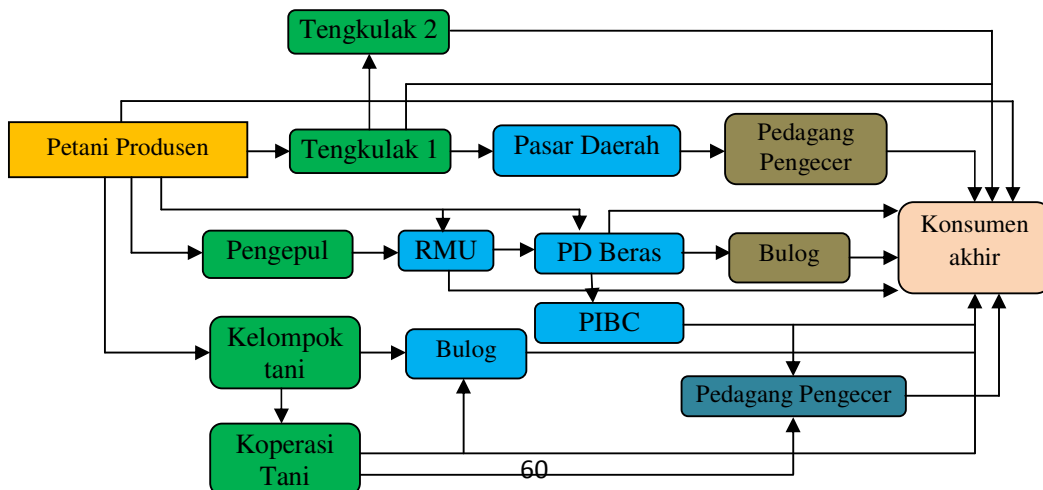 Tengkulak 2
Petani Produsen
Tengkulak 1
Pasar Daerah
Pedagang
Pengecer
Pengepul
RMU
PD Beras
Bulog
Konsumen
akhir
PIBC
Kelompok
tani
Bulog
Pedagang Pengecer
Koperasi
Tani
60